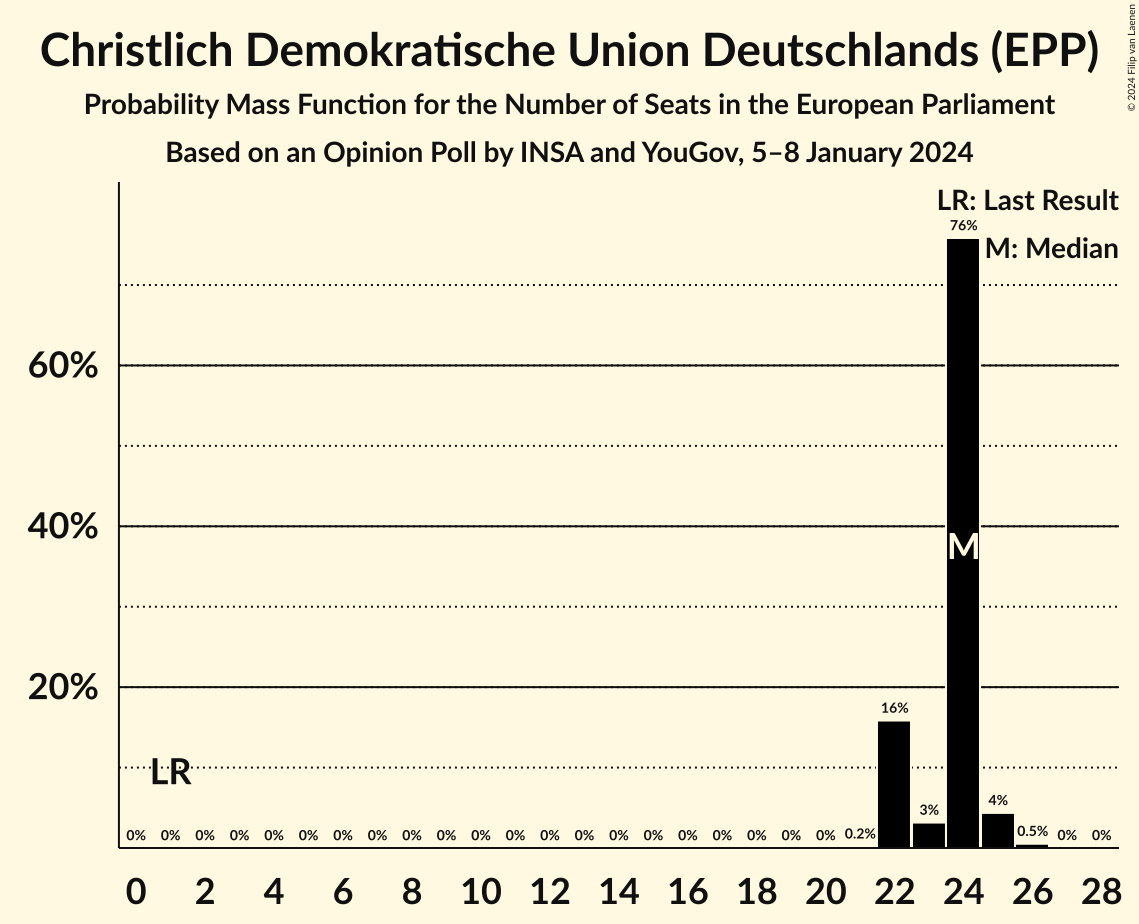 Christlich Demokratische Union Deutschlands (EPP)
Probability Mass Function for the Number of Seats in the European Parliament
Based on an Opinion Poll by INSA and YouGov, 5–8 January 2024
© 2024 Filip van Laenen
LR: Last Result
M: Median
76%
60%
40%
M
20%
16%
LR
4%
3%
0% 0% 0% 0% 0% 0% 0% 0% 0% 0% 0% 0% 0% 0% 0% 0% 0% 0% 0% 0% 0% 0.2% 0.5% 0% 0%
0 2 4 6 8 10 12 14 16 18 20 22 24 26 28